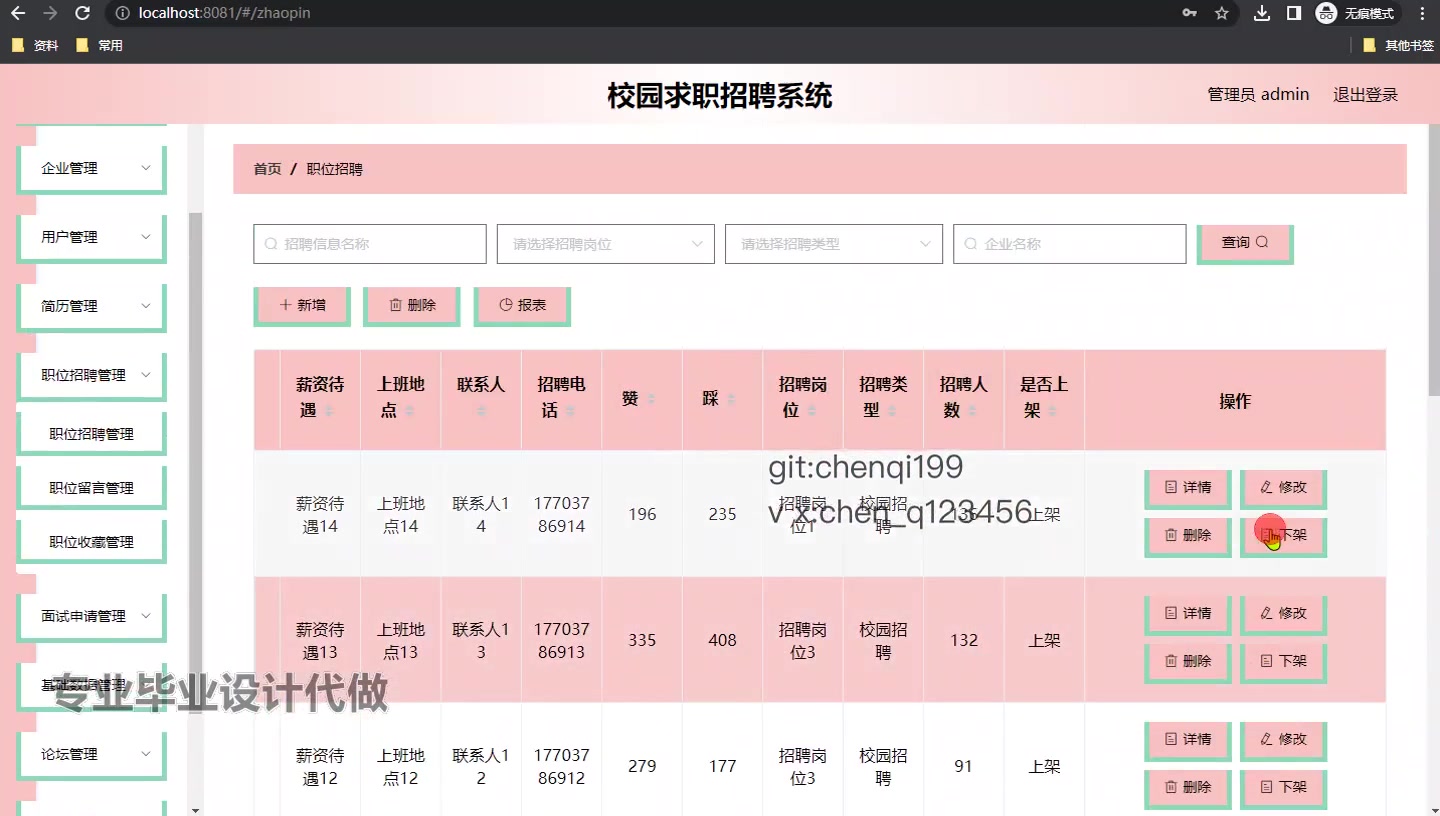 localhost:8081/#/zhaopin
无痕模式
资料
常用
其他书签
校园求职招聘系统
管理员 admin
退出登录
企业管理
用户管理
简历管理
职位招聘管理
职位招聘管理
职位留言管理
职位收藏管理
面试申请管理
基础数据管理
论坛管理
首页 / 职位招聘
招聘信息名称
请选择招聘岗位
请选择招聘类型
企业名称
查询
新增
删除
报表
薪资待
遇
上班地
点
联系人
招聘电
话
赞
踩
招聘岗
位
招聘类
型
招聘人
数
是否上
架
操作
薪资待
遇14
上班地
点14
联系人1
4
177037
86914
196
235
招聘岗
位1
校园招
聘
136
上架
详情
修改
删除
下架
薪资待
遇13
上班地
点13
联系人1
3
177037
86913
335
408
招聘岗
位3
校园招
聘
132
上架
详情
修改
删除
下架
薪资待
遇12
上班地
点12
联系人1
2
177037
86912
279
177
招聘岗
位3
校园招
聘
91
上架
详情
修改
删除
下架
git:chenqi199
v x:chen_q123456
专业毕业设计代做